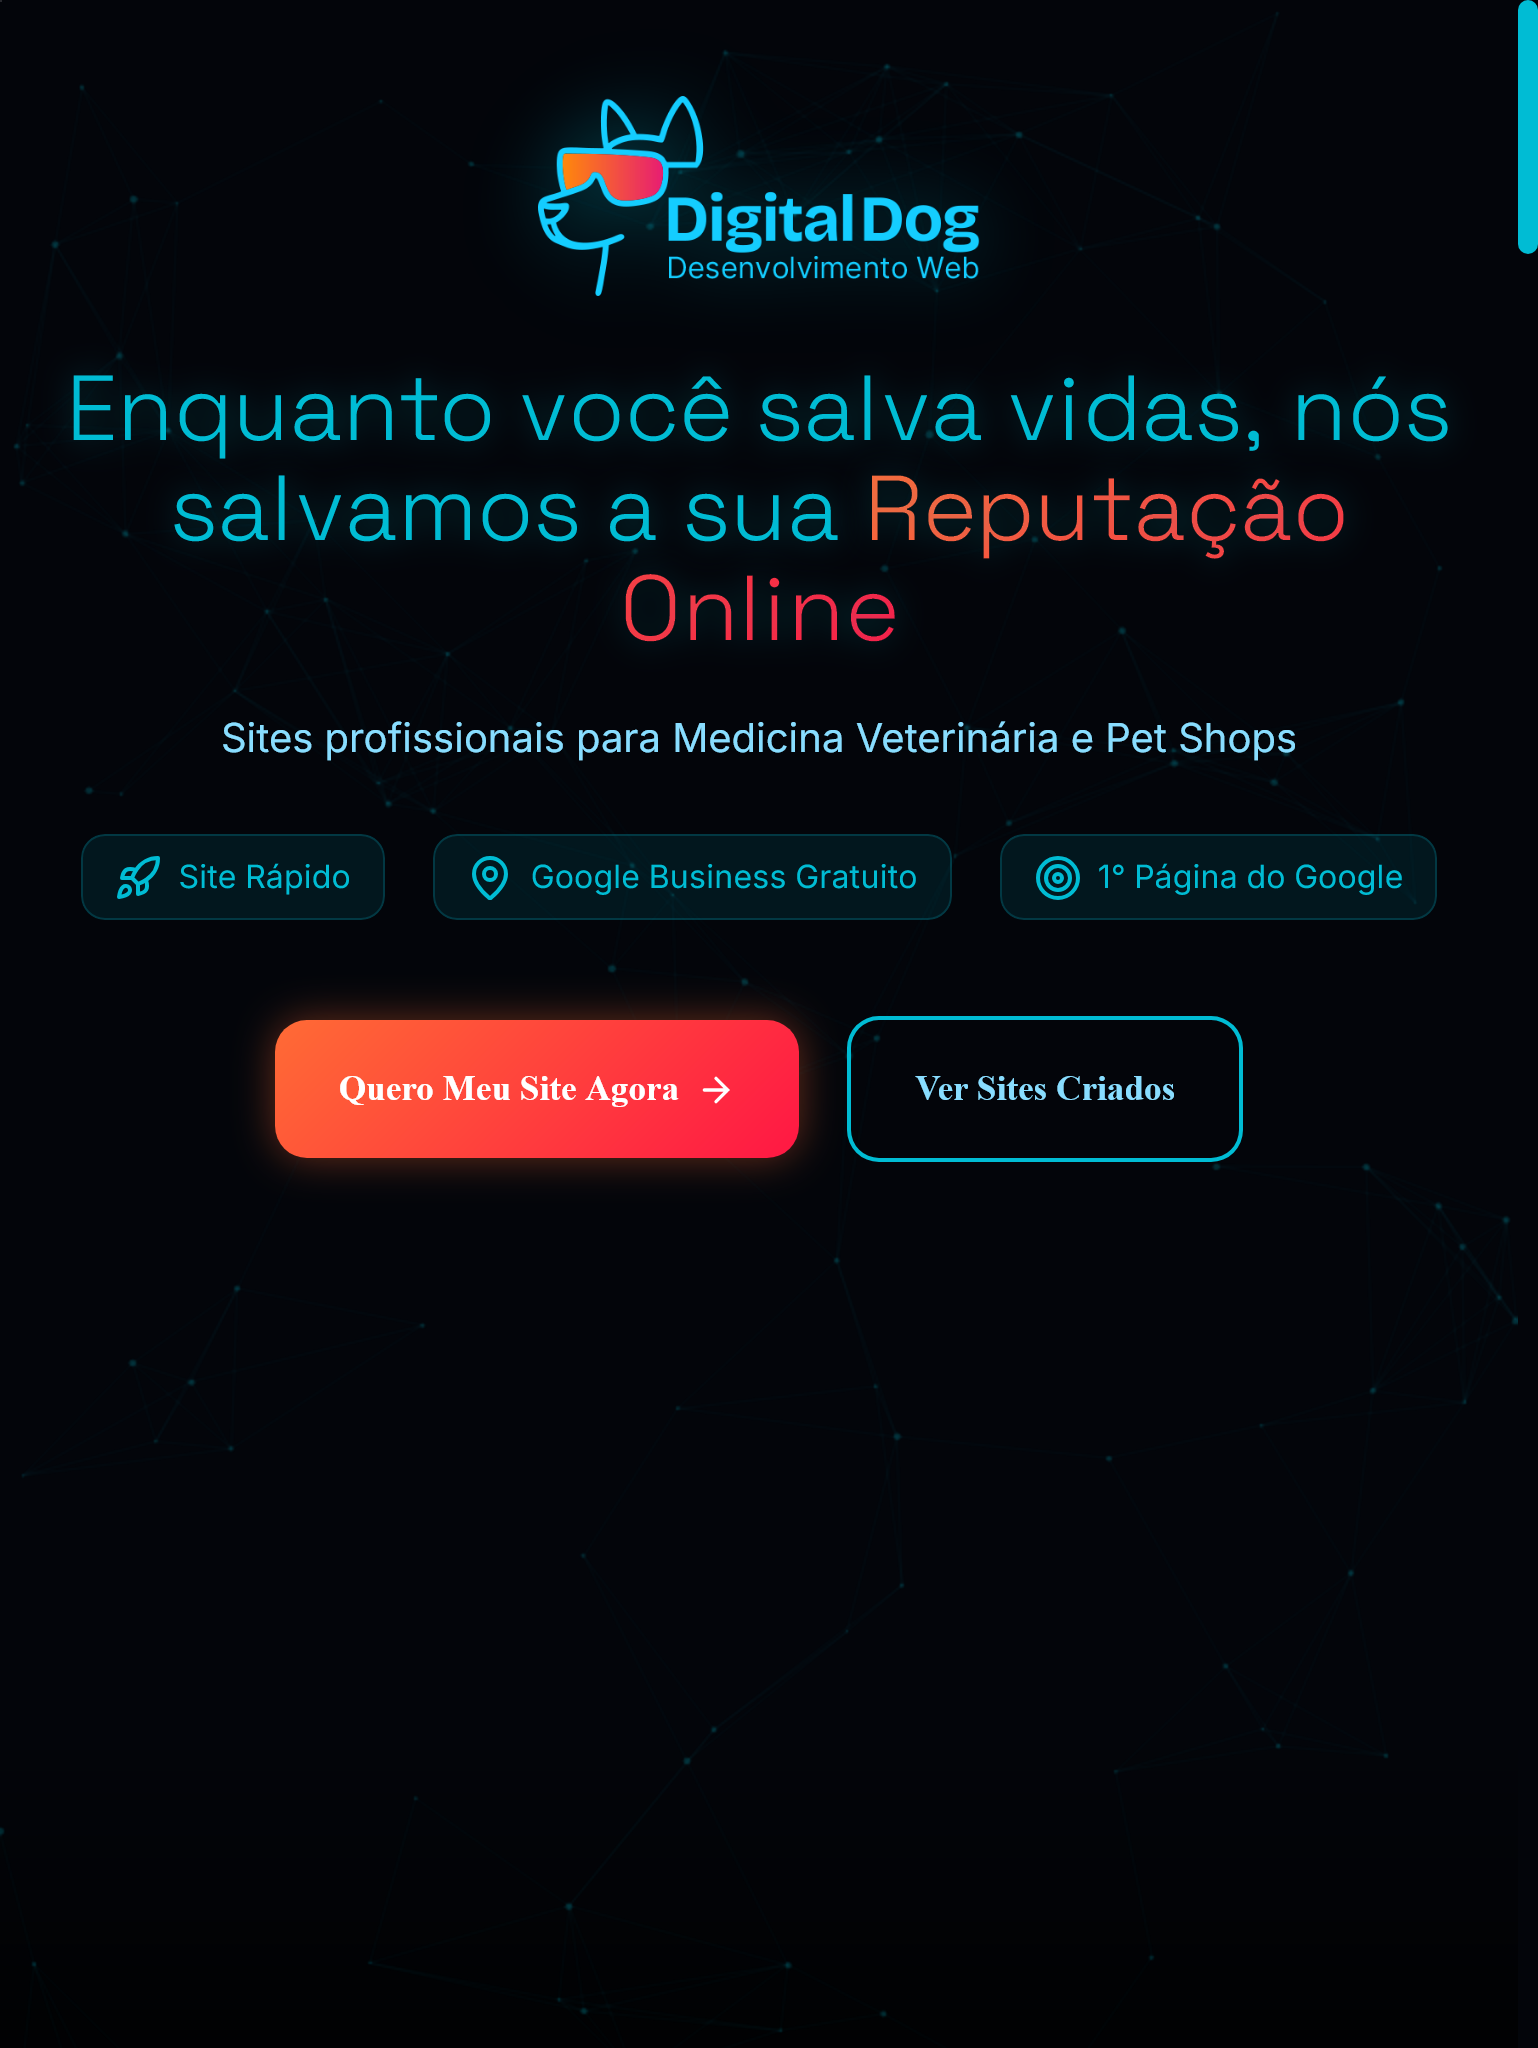 DigitalDog
Desenvolvimento Web
Enquanto você salva vidas, nós
salvamos a sua Reputação
Online
Sites profissionais para Medicina Veterinária e Pet Shops
Site Rápido
Google Business Gratuito
1° Página do Google
Quero Meu Site Agora →
Ver Sites Criados